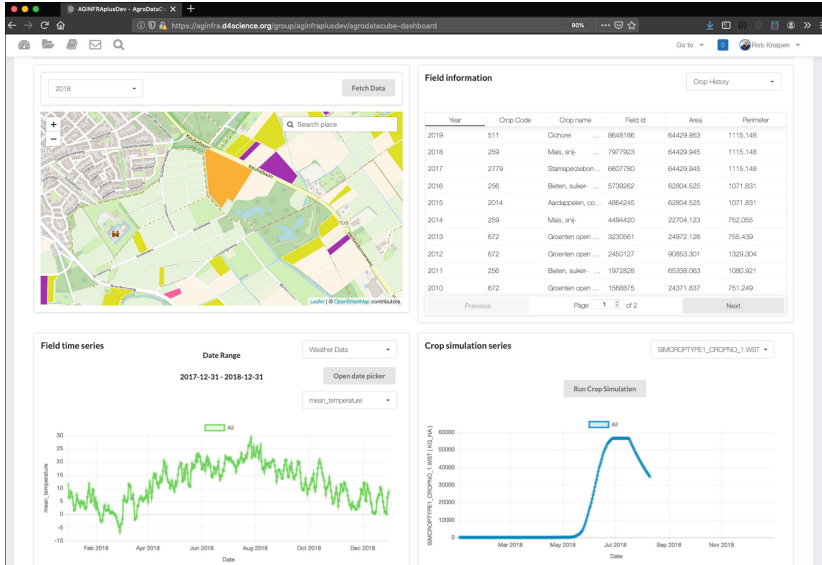 AGINFRAplusDev - AgroDataCu
https://aginfra.d4science.org/group/aginfraplusdev/agrodatacube-dashboard
90%
Go to
0
Rob Knapen
2018
Fetch Data
+
−
Search place
Keulsebaan
Keulsebaan
Leaflet | © OpenStreetMap contributors
Field information
Crop History
Year Crop Code Crop name Field id Area Perimeter
2019 511 Cichorei ... 8648186 64429.953 1115.148
2018 259 Mais, snij- ... 7977923 64429.945 1115.148
2017 2779 Stamperziebon... 6607780 64429.945 1115.148
2016 256 Bieten, suiker- ... 5739262 62804.525 1071.831
2015 2014 Aardappelen, co... 4864245 62804.525 1071.831
2014 259 Mais, snij- ... 4494420 22704.123 752.055
2013 672 Groenten open ... 3230561 24972.126 755.439
2012 672 Groenten open ... 2450127 90853.301 1329.304
2011 256 Bieten, suiker- ... 1972828 65338.063 1080.921
2010 672 Groenten open ... 1568875 24371.837 751.249
Previous
Page 1 of 2
Next
Field time series
Date Range
Weather Data
2017-12-31 - 2018-12-31
Open date picker
mean_temperature
All
mean_temperature
30
25
20
15
10
5
0
-5
-10
Feb 2018 Apr 2018 Jun 2018 Aug 2018 Oct 2018 Dec 2018
Date
Crop simulation series
SIMCROPTYPE1_CROPNO_1.WST
Run Crop Simulation
All
SIMCROPTYPE1_CROPNO_1.WST ( KG_HA )
60000
50000
40000
30000
20000
10000
0
Mar 2018 May 2018 Jul 2018 Sep 2018 Nov 2018
Date